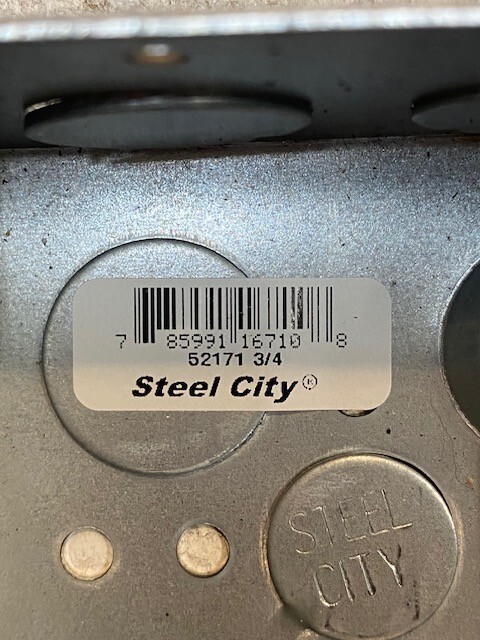 7 85991 16710 8
52171 3/4
Steel City®
STEEL
CITY